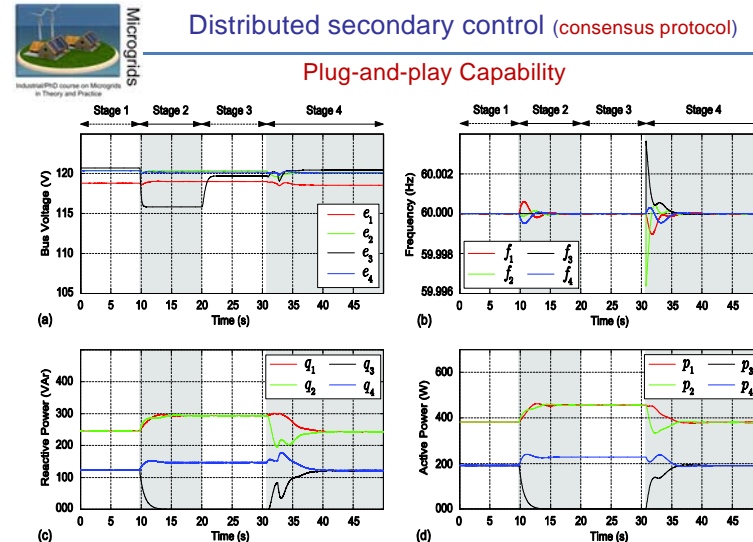 Microgrids
Industrial/PhD course on Microgrids
in Theory and Practice
Distributed secondary control (consensus protocol)
Plug-and-play Capability
Stage 1 Stage 2 Stage 3 Stage 4
Bus Voltage (V)
120
115
110
105
e1
e2
e3
e4
0 5 10 15 20 25 30 35 40 45
(a) Time (s)
Stage 1 Stage 2 Stage 3 Stage 4
Frequency (Hz)
60.002
60.000
59.998
59.996
f1 f3
f2 f4
0 5 10 15 20 25 30 35 40 45
(b) Time (s)
Reactive Power (VAr)
400
300
200
100
000
q1 q3
q2 q4
0 5 10 15 20 25 30 35 40 45
(c) Time (s)
Active Power (W)
600
400
200
000
p1 p3
p2 p4
0 5 10 15 20 25 30 35 40 45
(d) Time (s)